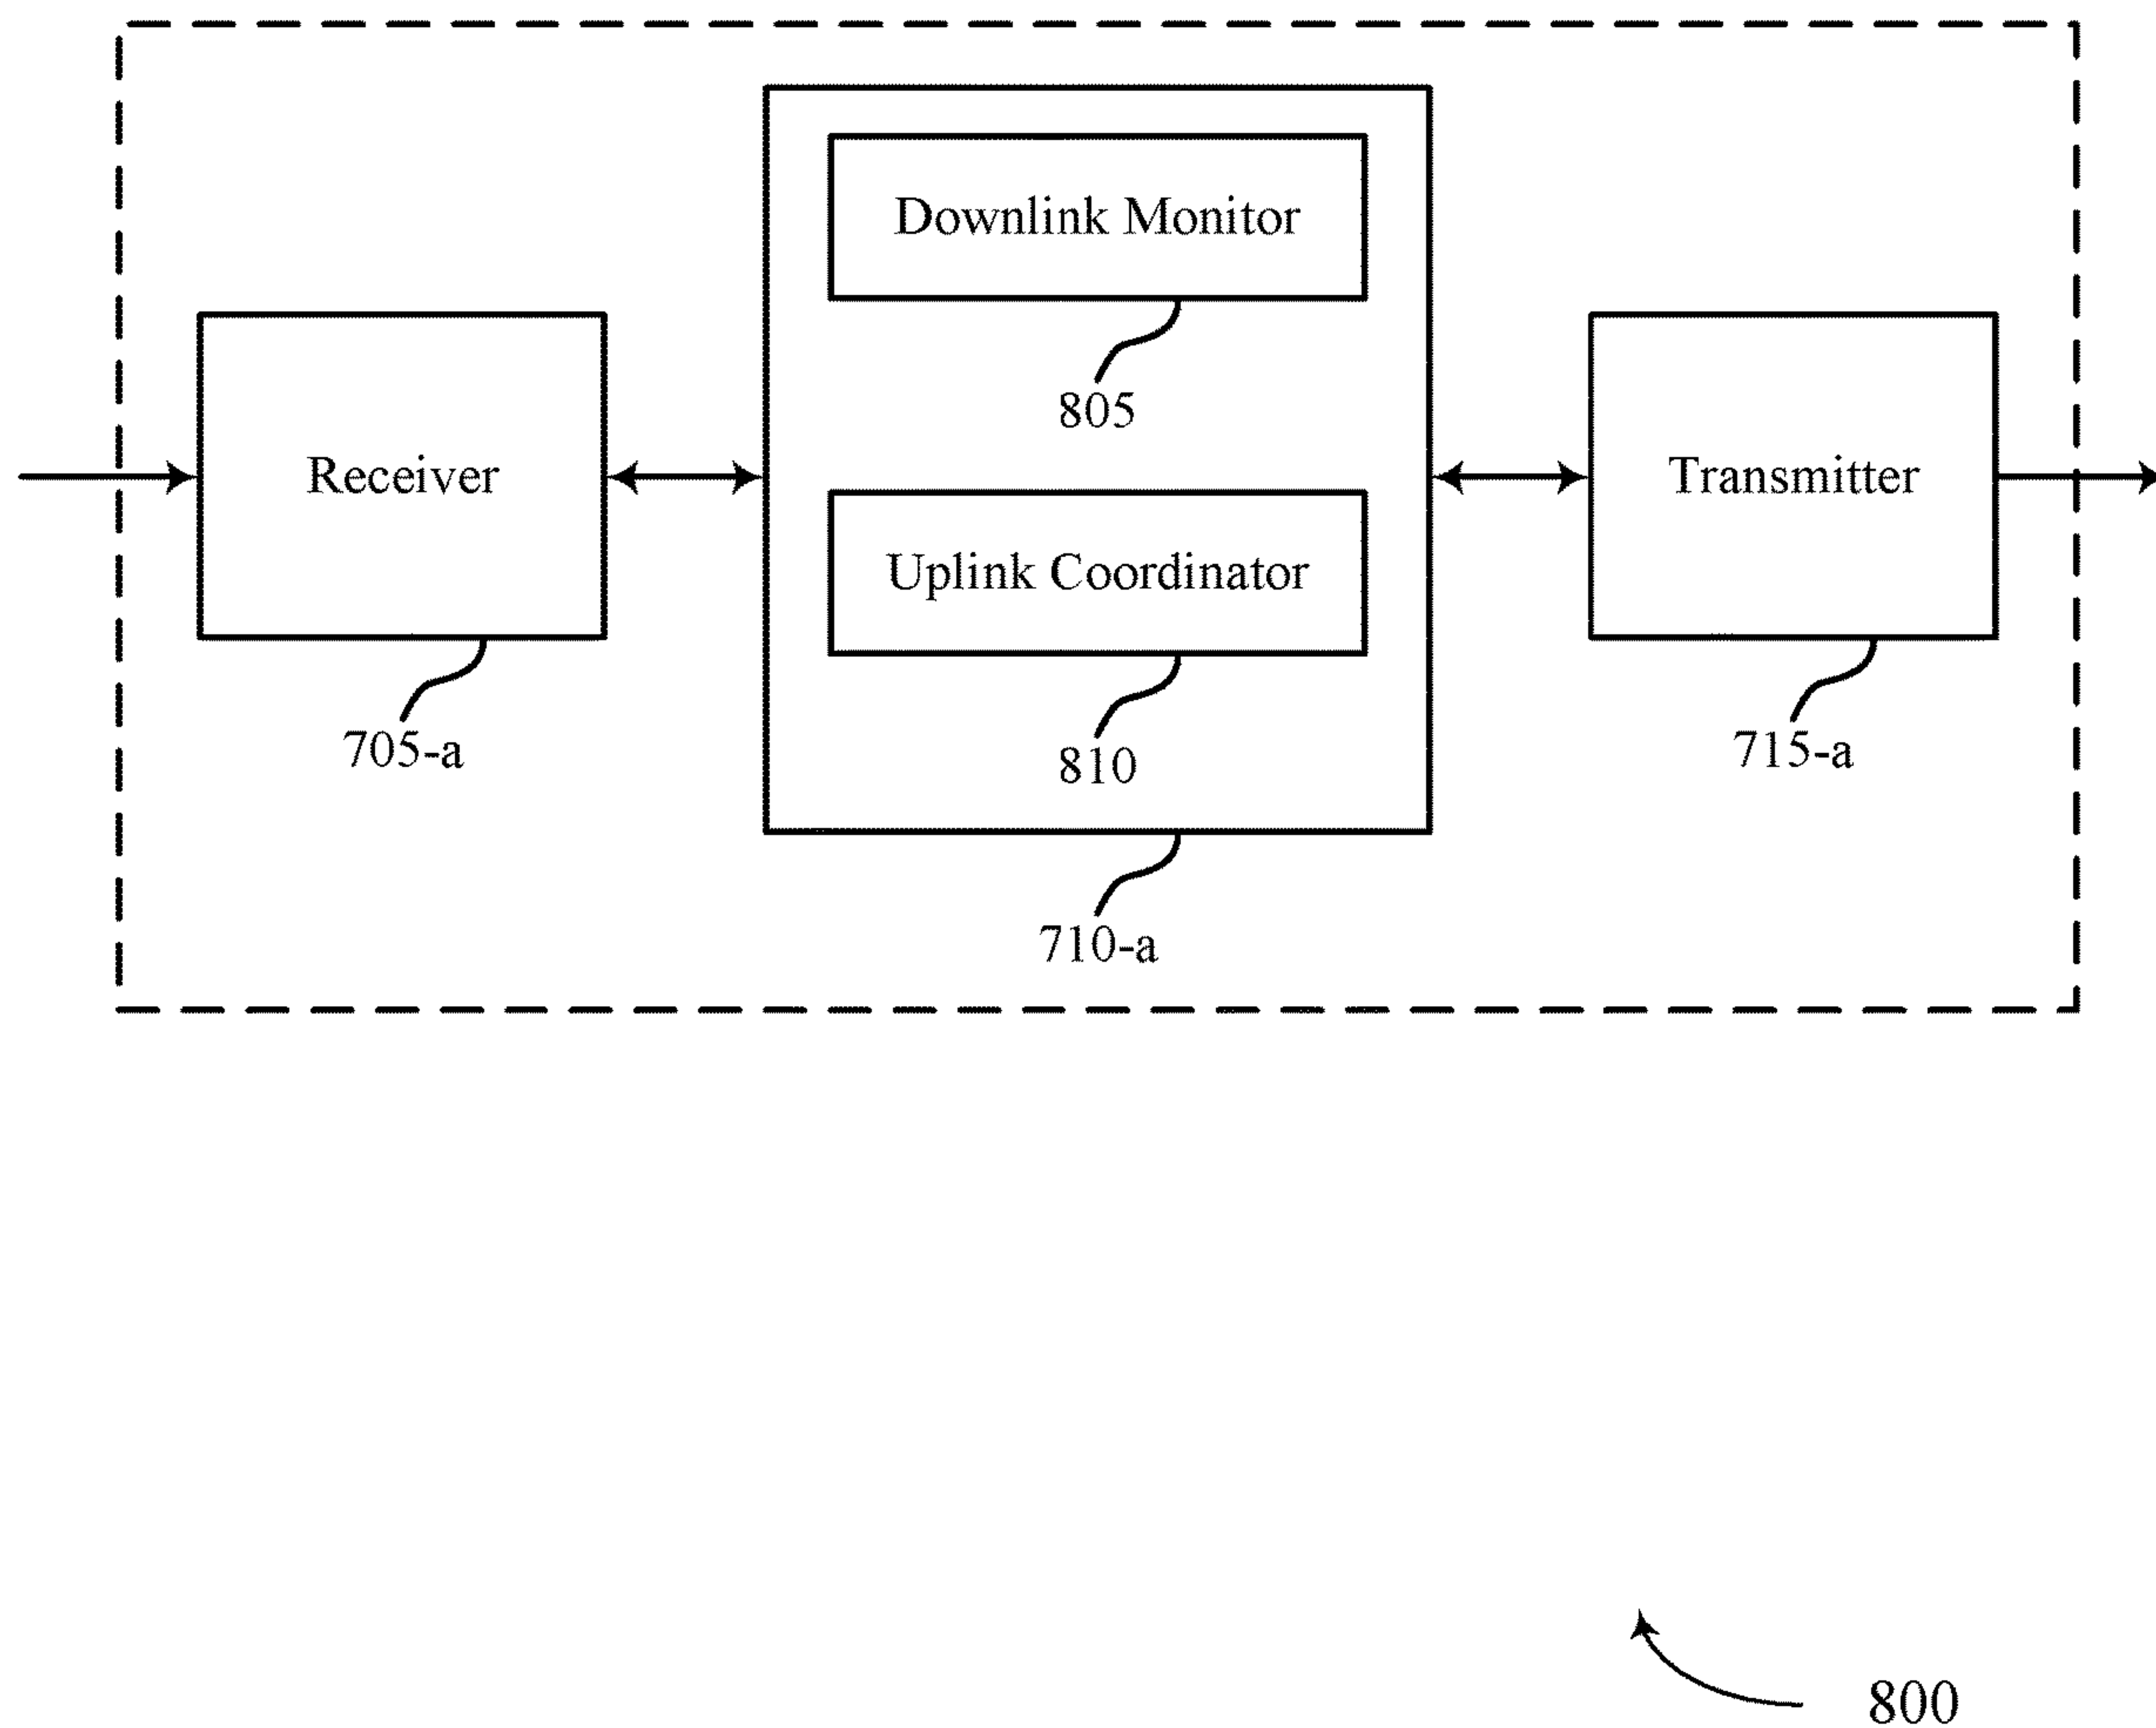 Downlink Monitor
805
Receiver
Uplink Coordinator
Transmitter
705-a
810
715-a
710-a
800